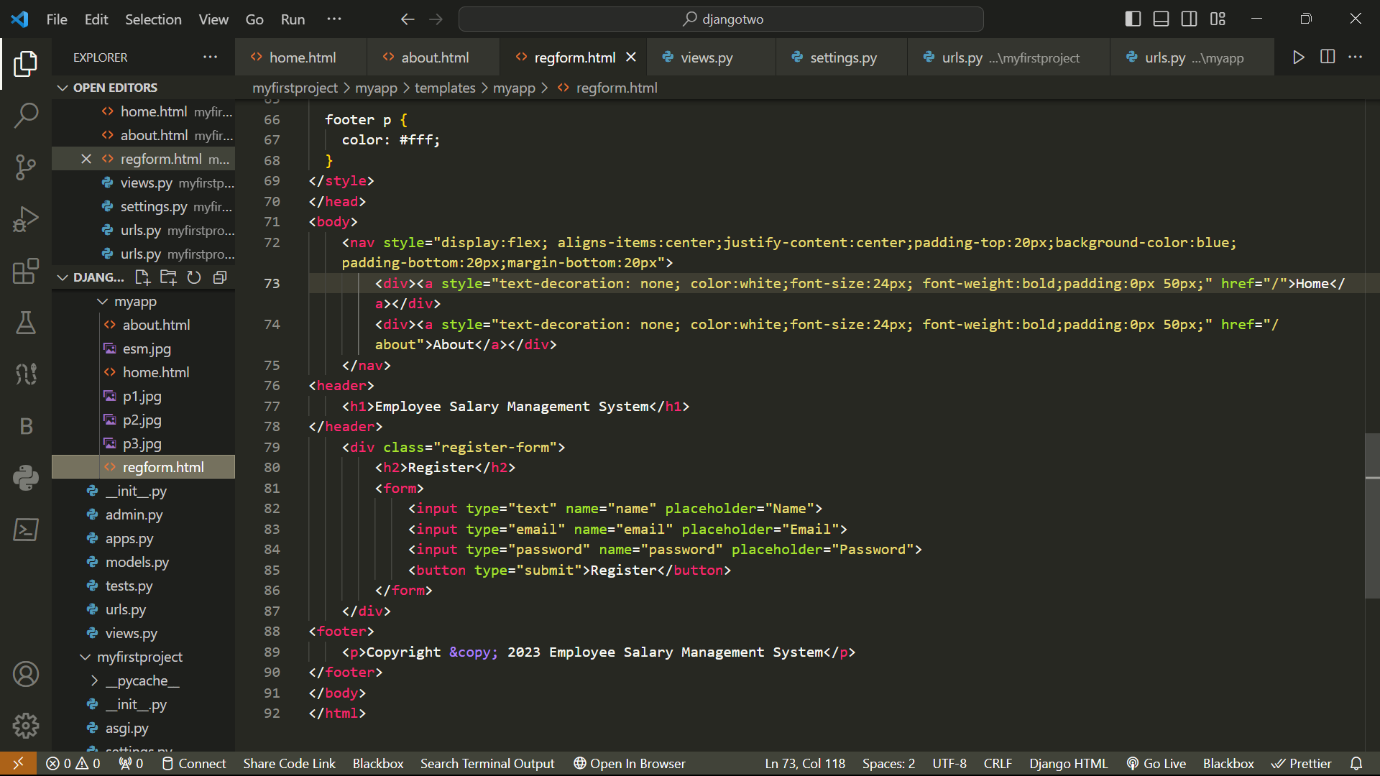 File Edit Selection View Go Run ··· djangotwo
EXPLORER ···
home.html about.html regform.html views.py settings.py urls.py ...\myfirstproject urls.py ...\myapp
OPEN EDITORS
home.html myfir...
about.html myfir...
regform.html m...
views.py myfirstp...
settings.py myfir...
urls.py myfirstpro...
urls.py myfirstpro...
DJANG...
myapp
about.html
esm.jpg
home.html
p1.jpg
p2.jpg
p3.jpg
regform.html
__init__.py
admin.py
apps.py
models.py
tests.py
urls.py
views.py
myfirstproject
__pycache__
__init__.py
asgi.py
settings.py
myfirstproject > myapp > templates > myapp > regform.html
65
66 footer p {
67 color: #fff;
68 }
69 </style>
70 </head>
71 <body>
72 <nav style="display:flex; aligns-items:center;justify-content:center;padding-top:20px;background-color:blue;
padding-bottom:20px;margin-bottom:20px">
73 <div><a style="text-decoration: none; color:white;font-size:24px; font-weight:bold;padding:0px 50px;" href="/">Home</
a></div>
74 <div><a style="text-decoration: none; color:white;font-size:24px; font-weight:bold;padding:0px 50px;" href="/
about">About</a></div>
75 </nav>
76 <header>
77 <h1>Employee Salary Management System</h1>
78 </header>
79 <div class="register-form">
80 <h2>Register</h2>
81 <form>
82 <input type="text" name="name" placeholder="Name">
83 <input type="email" name="email" placeholder="Email">
84 <input type="password" name="password" placeholder="Password">
85 <button type="submit">Register</button>
86 </form>
87 </div>
88 <footer>
89 <p>Copyright &copy; 2023 Employee Salary Management System</p>
90 </footer>
91 </body>
92 </html>
0 0 0 Connect Share Code Link Blackbox Search Terminal Output Open In Browser Ln 73, Col 118 Spaces: 2 UTF-8 CRLF Django HTML Go Live Blackbox Prettier